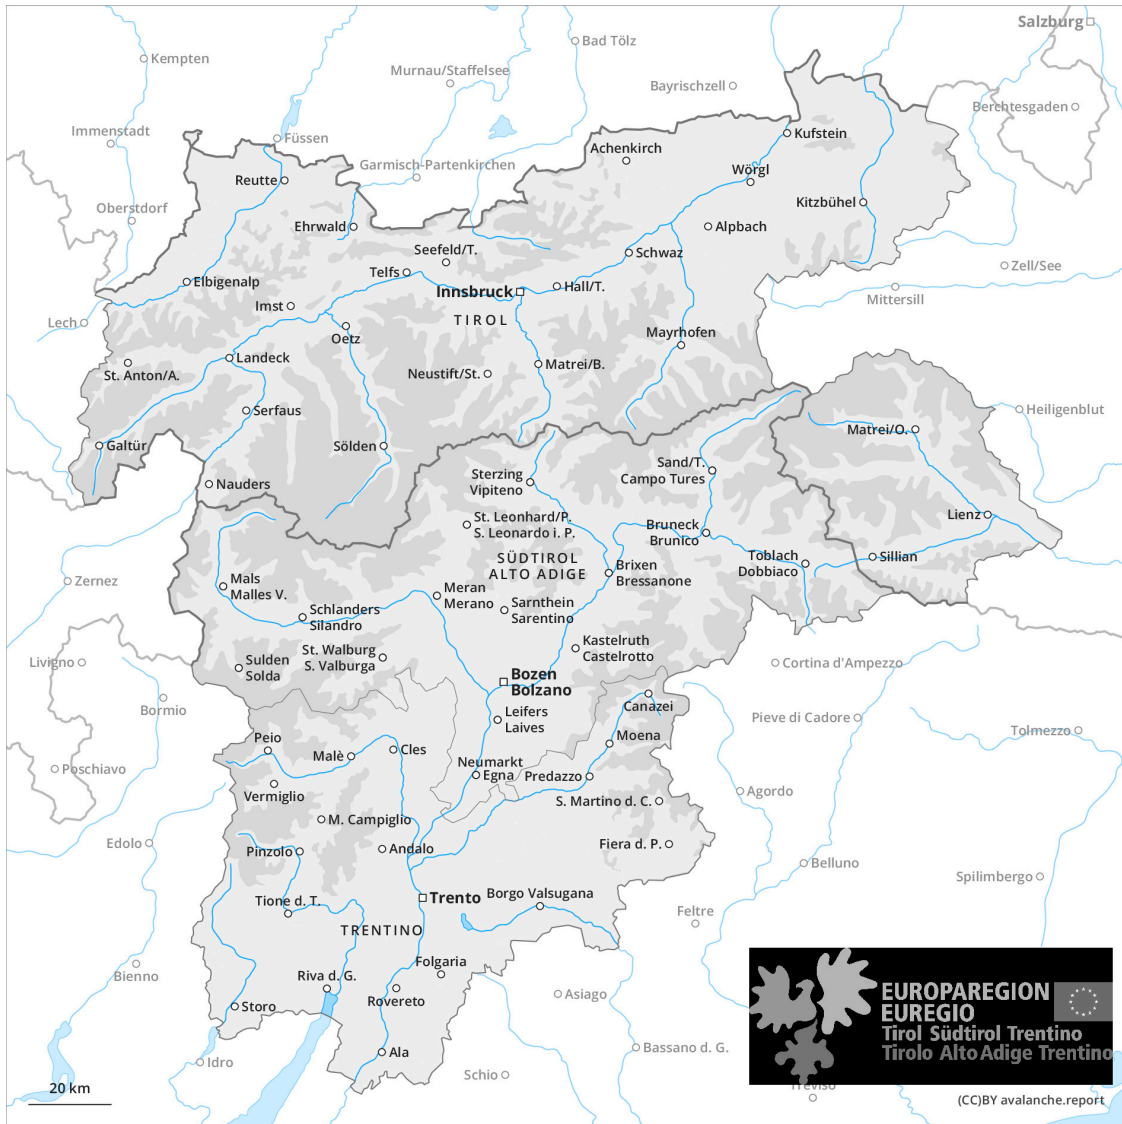 Salzburg
Bad Tölz
Kempten
Murnau/Staffelsee
Bayrischzell
Berchtesgaden
Immenstadt
Füssen
Kufstein
Achenkirch
Garmisch-Partenkirchen
Wörgl
Reutte
Oberstdorf
Kitzbühel
Ehrwald
Alpbach
Seefeld/T.
Schwaz
Zell/See
Telfs
Elbigenalp
Innsbruck
Hall/T.
Mittersill
Imst
TIROL
Lech
Oetz
Mayrhofen
Landeck
Matrei/B.
St. Anton/A.
Neustift/St.
Serfaus
Heiligenblut
Matrei/O.
Galtür
Sölden
Sand/T.
Campo Tures
Sterzing
Vipiteno
Nauders
St. Leonhard/P.
S. Leonardo i. P.
Lienz
Bruneck
Brunico
SÜDTIROL
ALTO ADIGE
Toblach
Dobbiaco
Sillian
Brixen
Bressanone
Zernez
Mals
Malles V.
Meran
Merano
Sarnthein
Sarentino
Schlanders
Silandro
Kastelruth
Castelrotto
St. Walburg
S. Valburga
Livigno
Sulden
Solda
Cortina d'Ampezzo
Bozen
Bolzano
Bormio
Canazei
Leifers
Laives
Pieve di Cadore
Tolmezzo
Moena
Peio
Malè
Cles
Neumarkt
Egna
Predazzo
Poschiavo
Vermiglio
Agordo
S. Martino d. C.
M. Campiglio
Edolo
Pinzolo
Andalo
Fiera d. P.
Belluno
Spilimbergo
Trento
Borgo Valsugana
Tione d. T.
Feltre
TRENTINO
Folgaria
Bienno
Riva d. G.
Rovereto
Asiago
Storo
EUROPAREGION
EUREGIO
Tirol Südtirol Trentino
Tirolo Alto Adige Trentino
Ala
Idro
Bassano d. G.
Schio
Treviso
20 km
(CC)BY avalanche.report